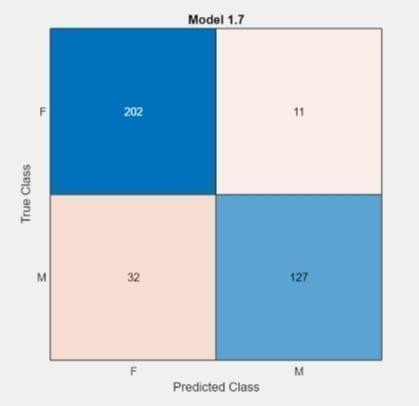 Model 1.7
F
202
11
True Class
M
32
127
F
M
Predicted Class